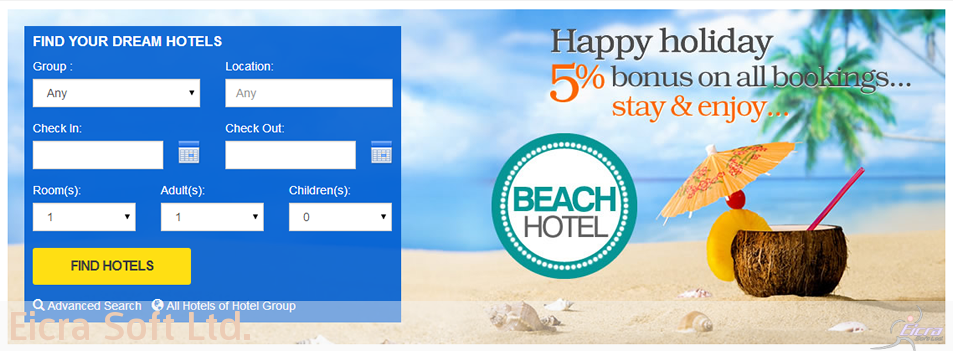 FIND YOUR DREAM HOTELS
Group :
Location:
Any
Any
Check In:
Check Out:
Room(s):
Adult(s):
Children(s):
1
1
0
FIND HOTELS
Advanced Search
All Hotels of Hotel Group
Happy holiday
5% bonus on all bookings...
stay & enjoy...
BEACH
HOTEL
Eicra Soft Ltd.
Eicra
Soft Ltd